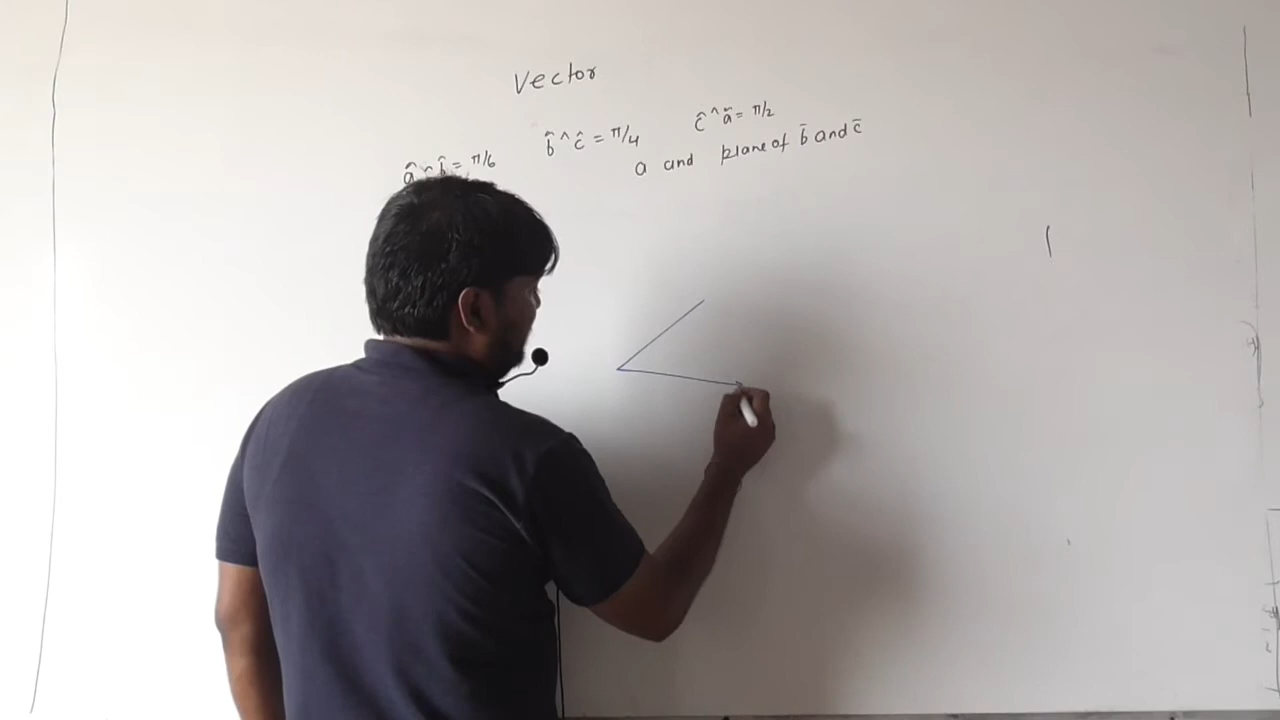 Vector
â ^ b̂ = π/6 b̂ ^ ĉ = π/4 ĉ ^ â = π/2
a and plane of b̄ and c̄